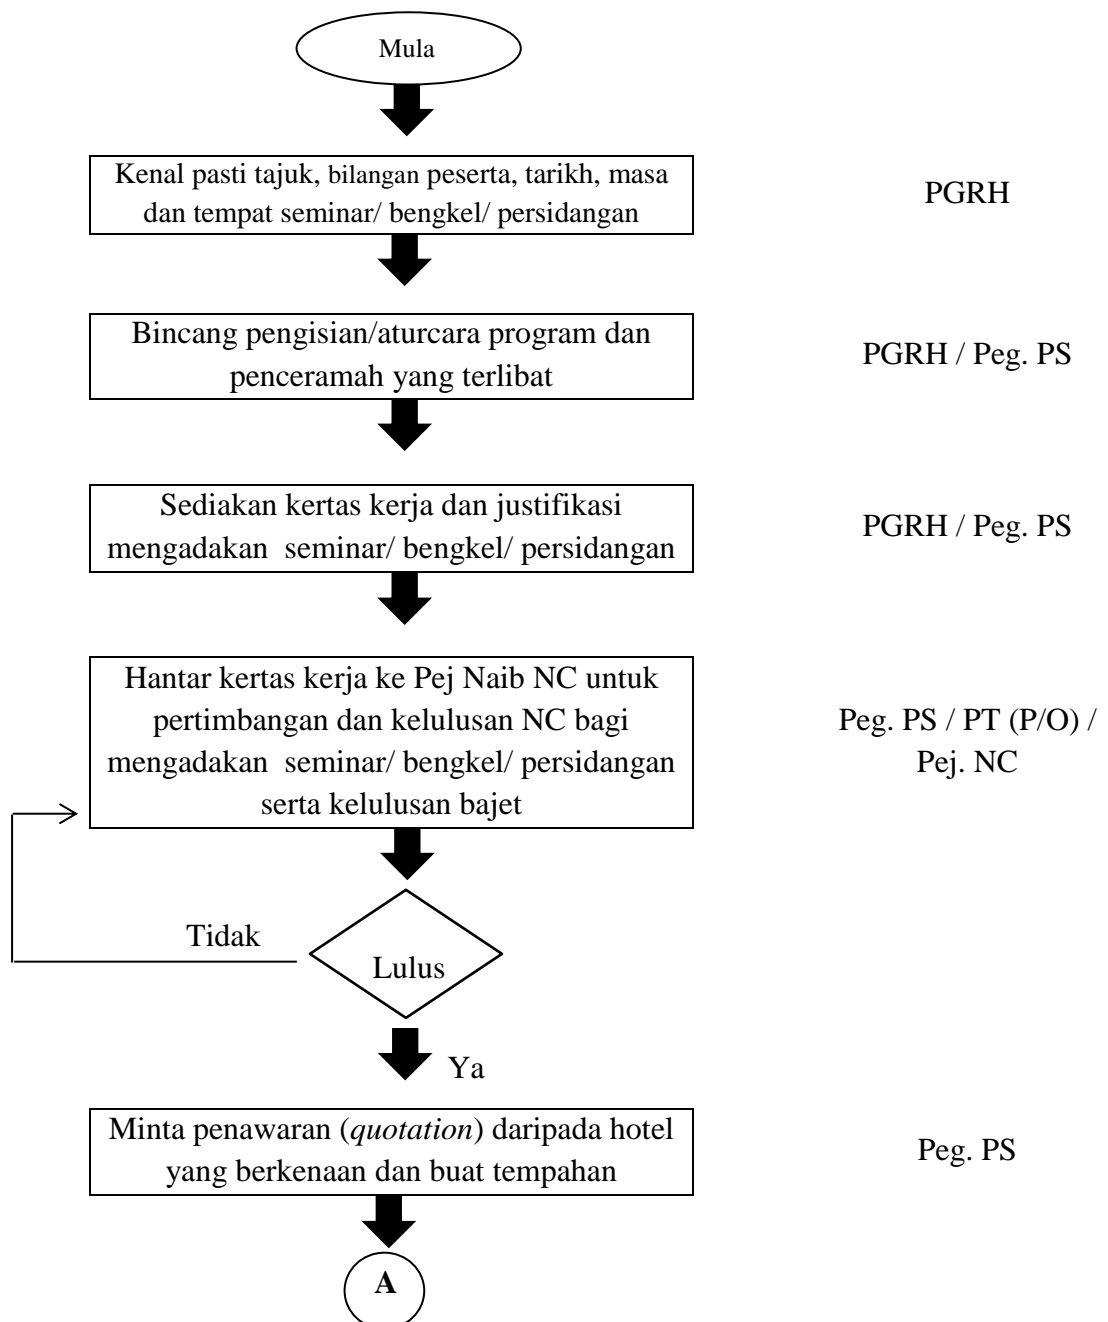 Mula
Kenal pasti tajuk, bilangan peserta, tarikh, masa
dan tempat seminar/ bengkel/ persidangan
PGRH
Bincang pengisian/aturcara program dan
penceramah yang terlibat
PGRH / Peg. PS
Sediakan kertas kerja dan justifikasi
mengadakan  seminar/ bengkel/ persidangan
PGRH / Peg. PS
Hantar kertas kerja ke Pej Naib NC untuk
pertimbangan dan kelulusan NC bagi
mengadakan  seminar/ bengkel/ persidangan
serta kelulusan bajet
Peg. PS / PT (P/O) /
Pej. NC
Tidak
Lulus
Ya
Minta penawaran (quotation) daripada hotel
yang berkenaan dan buat tempahan
Peg. PS
A